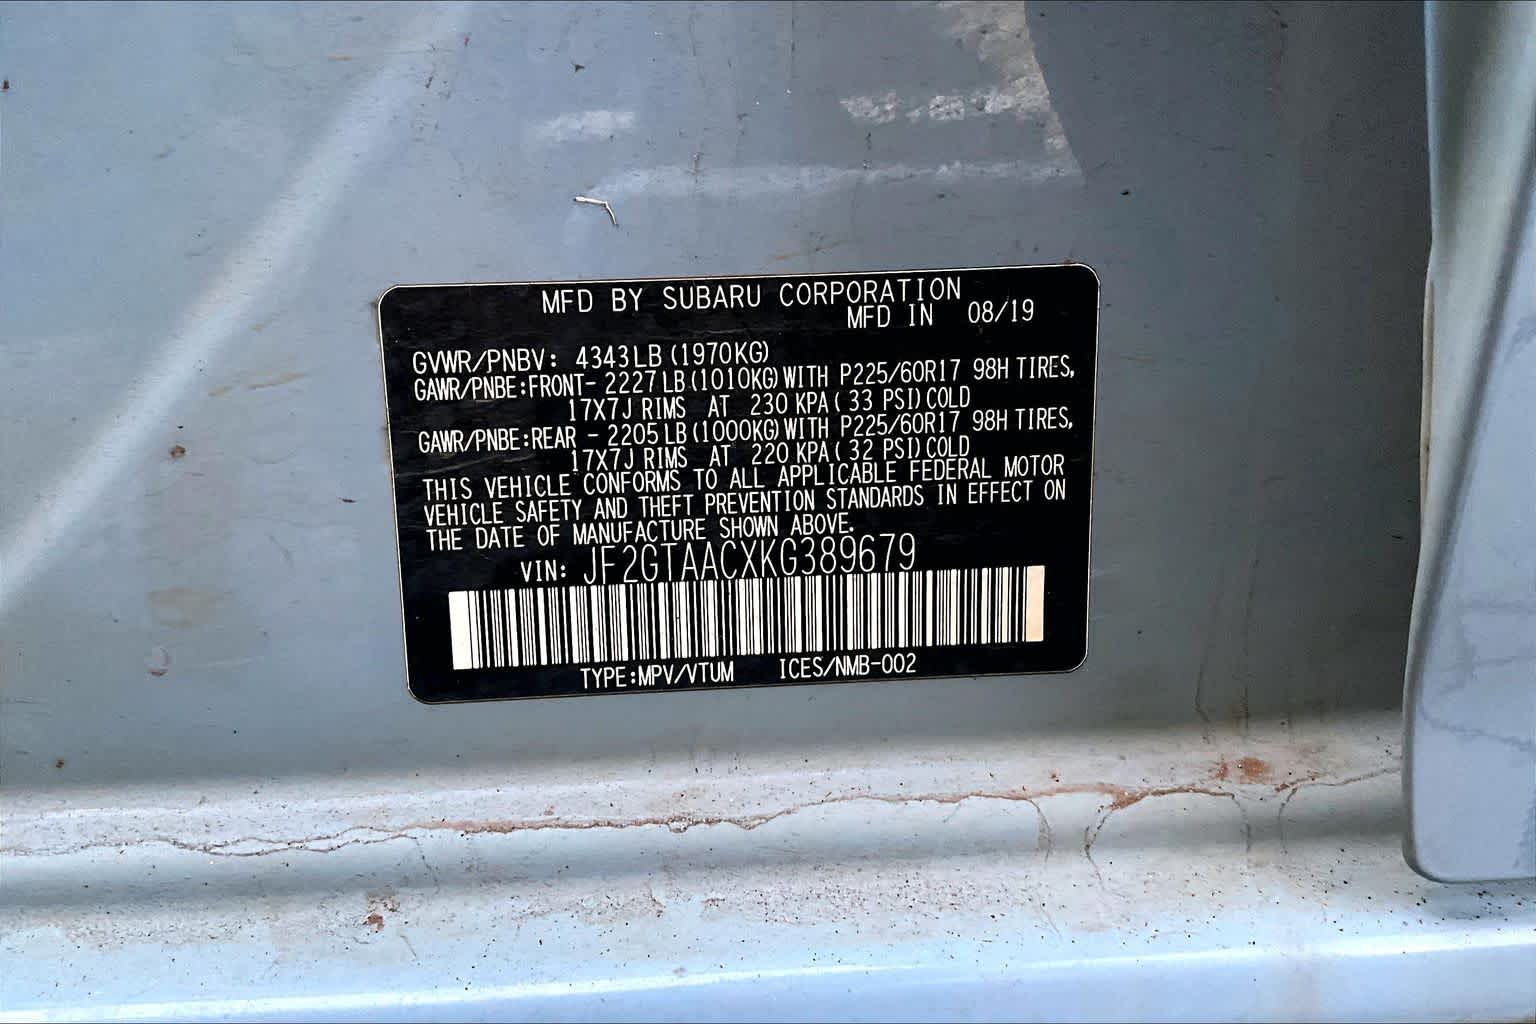 MFD BY SUBARU CORPORATION
MFD IN 08/19
GVWR/PNBV: 4343LB (1970KG)
GAWR/PNBE:FRONT- 2227 LB (1010KG) WITH P225/60R17 98H TIRES,
17X7J RIMS AT 230 KPA ( 33 PSI) COLD
GAWR/PNBE:REAR - 2205 LB (1000KG) WITH P225/60R17 98H TIRES,
17X7J RIMS AT 220 KPA ( 32 PSI) COLD
THIS VEHICLE CONFORMS TO ALL APPLICABLE FEDERAL MOTOR
VEHICLE SAFETY AND THEFT PREVENTION STANDARDS IN EFFECT ON
THE DATE OF MANUFACTURE SHOWN ABOVE.
VIN: JF2GTAACXKG389679
TYPE:MPV/VTUM ICES/NMB-002